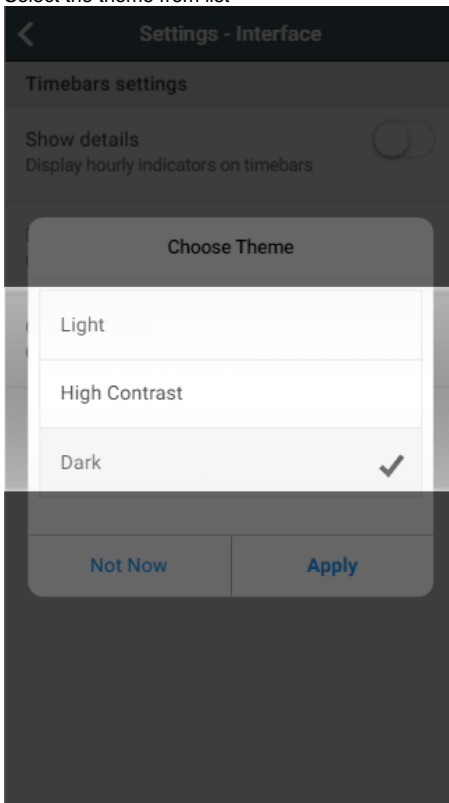 Select the theme from list
Settings - Interface
Timebars settings
Show details
Display hourly indicators on timebars
Choose Theme
Light
High Contrast
Dark
Not Now
Apply